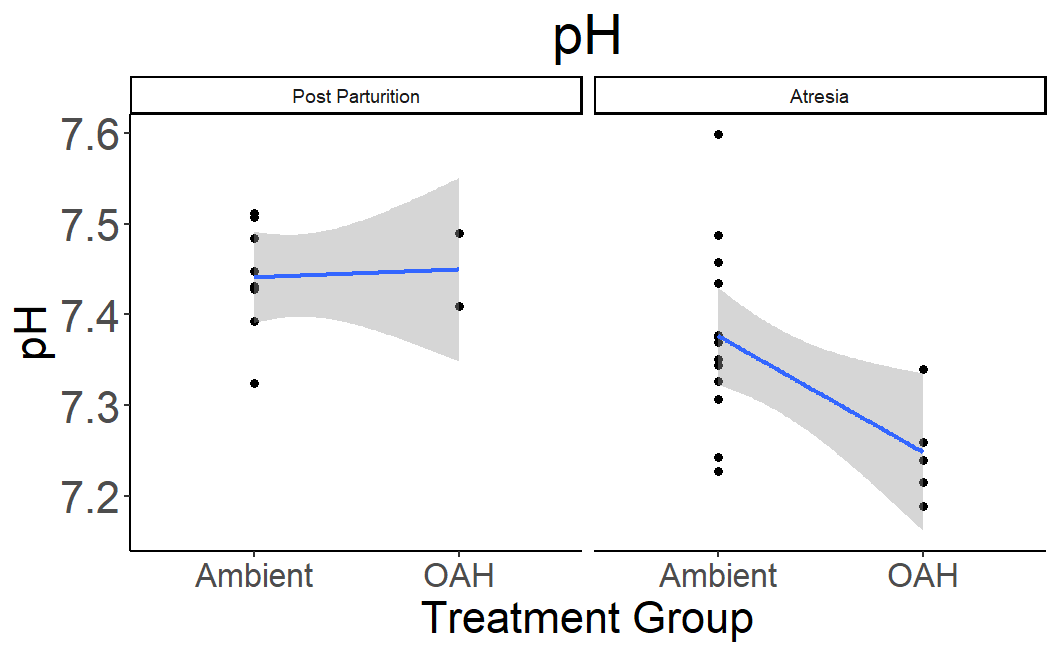 pH
Post Parturition
Atresia
7.6
7.5
7.4
7.3
7.2
pH
Ambient
OAH
Ambient
OAH
Treatment Group